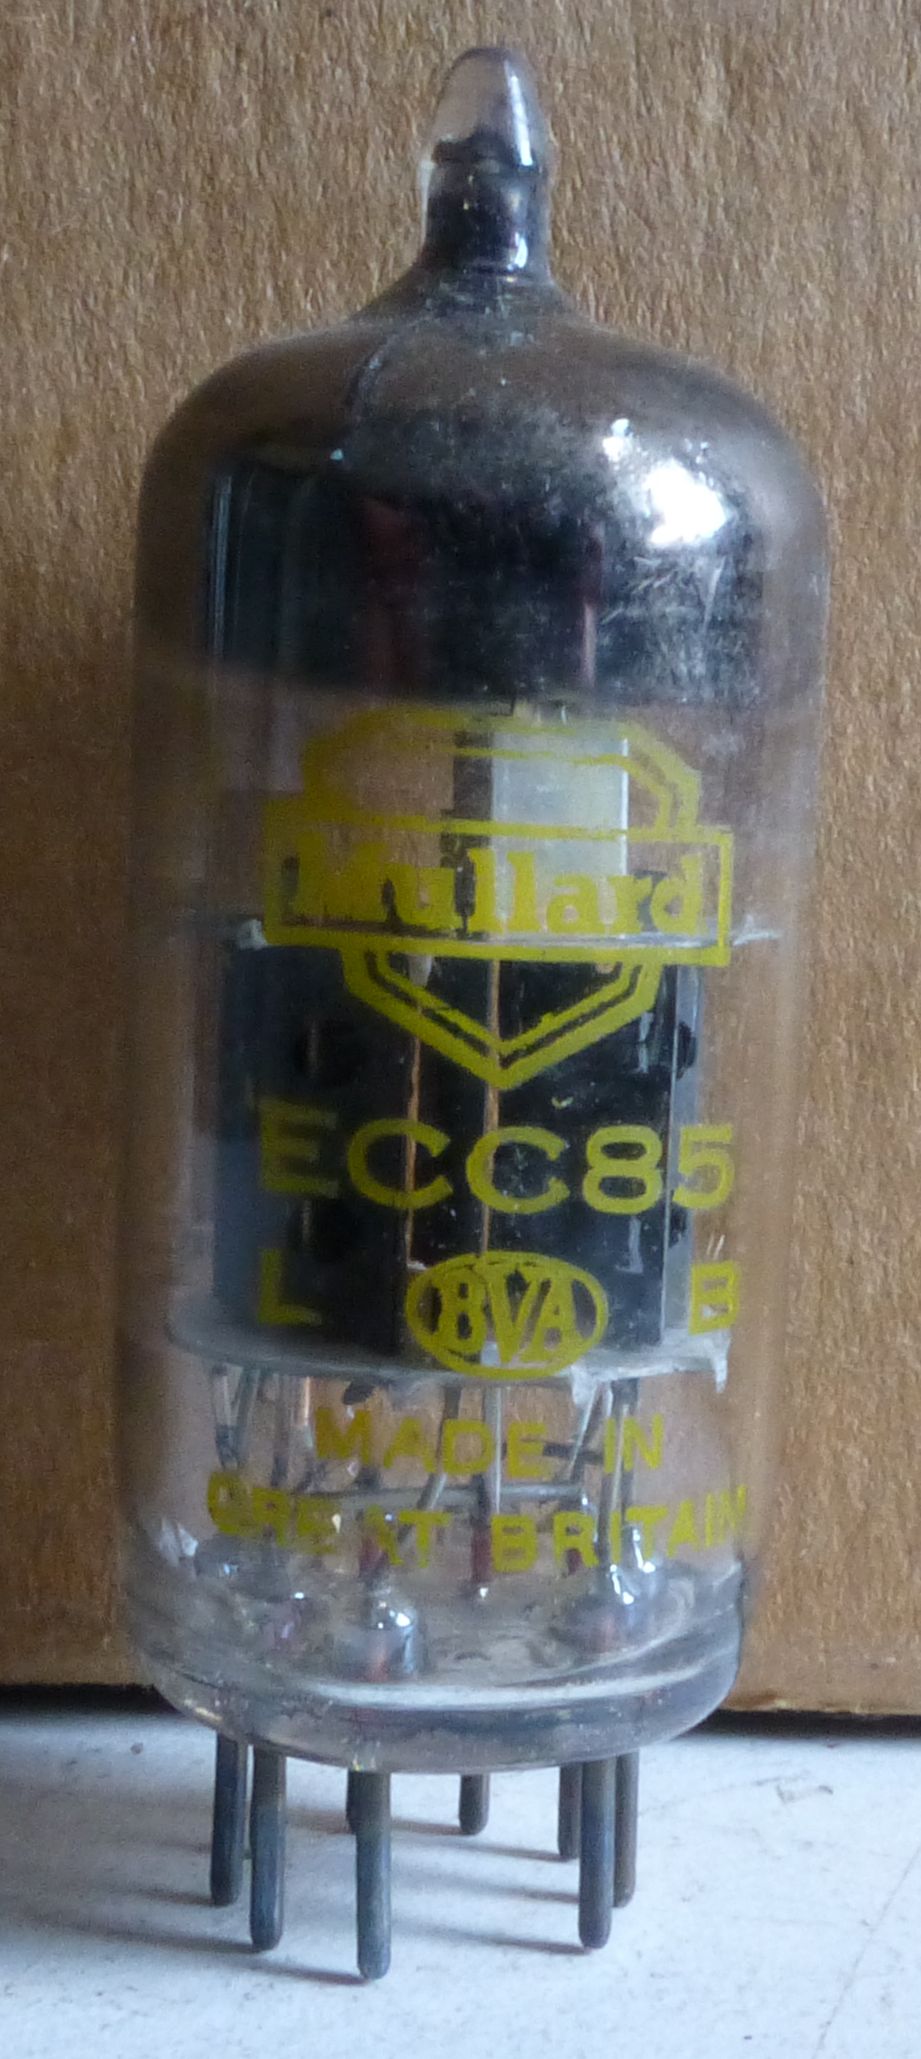 Mullard
ECC85
L BVA B
MADE IN
GREAT BRITAIN